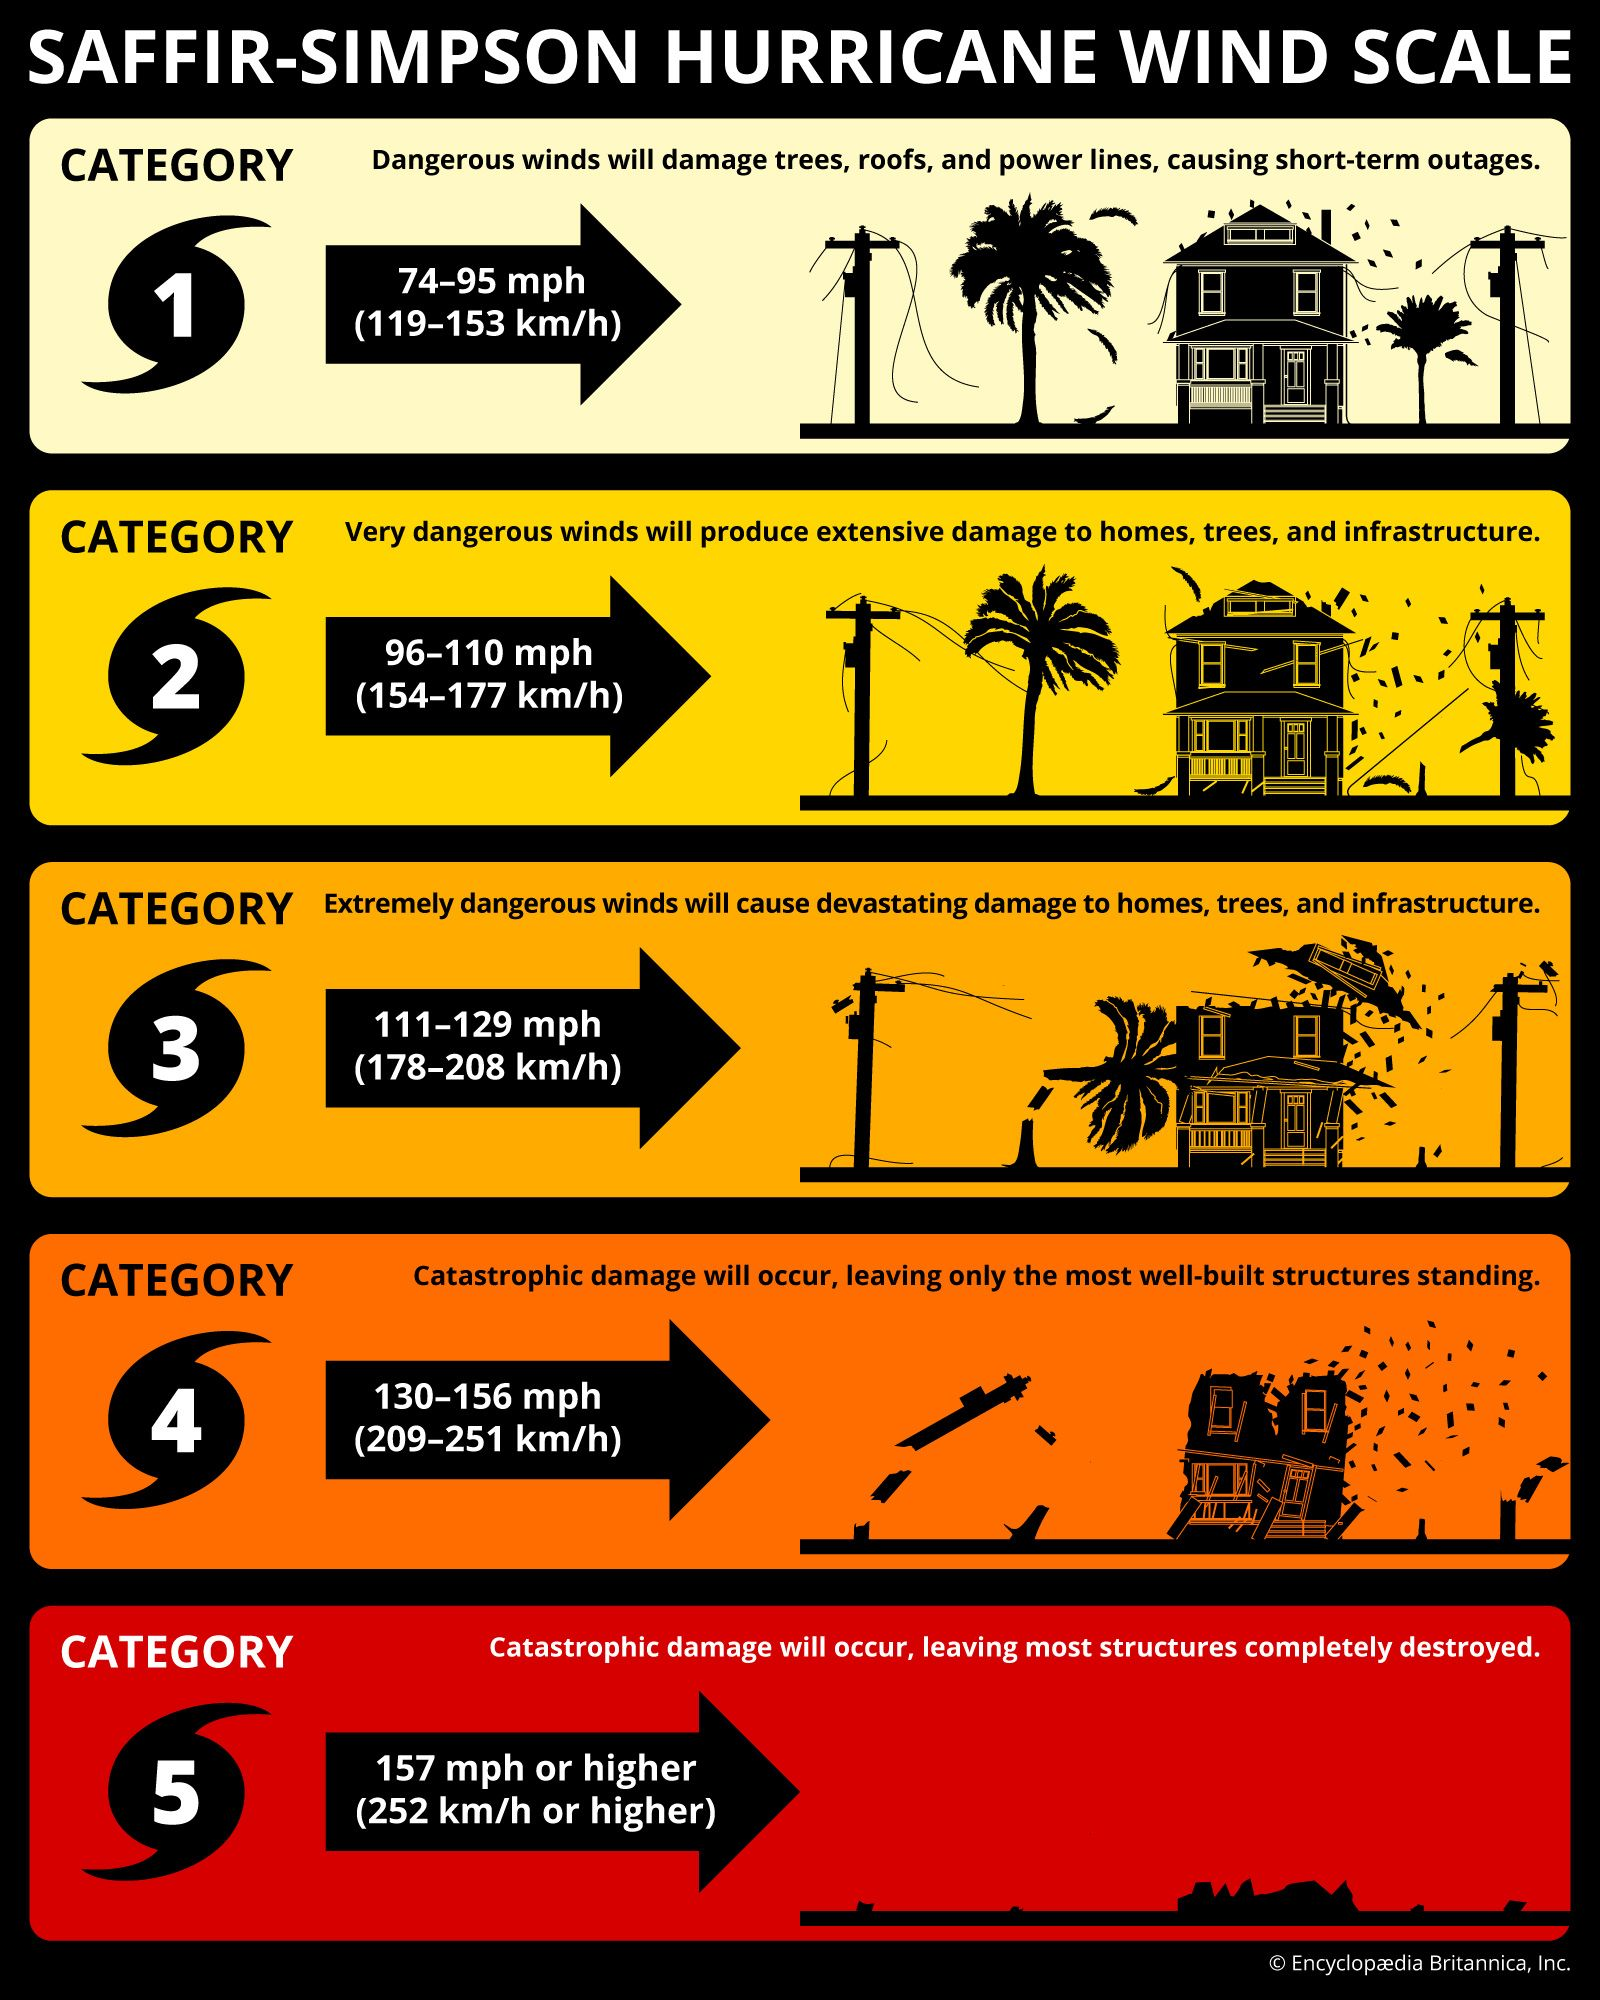 SAFFIR-SIMPSON HURRICANE WIND SCALE
CATEGORY
Dangerous winds will damage trees, roofs, and power lines, causing short-term outages.
1
74–95 mph
(119–153 km/h)
CATEGORY
Very dangerous winds will produce extensive damage to homes, trees, and infrastructure.
2
96–110 mph
(154–177 km/h)
CATEGORY
Extremely dangerous winds will cause devastating damage to homes, trees, and infrastructure.
3
111–129 mph
(178–208 km/h)
CATEGORY
Catastrophic damage will occur, leaving only the most well-built structures standing.
4
130–156 mph
(209–251 km/h)
CATEGORY
Catastrophic damage will occur, leaving most structures completely destroyed.
5
157 mph or higher
(252 km/h or higher)
© Encyclopædia Britannica, Inc.